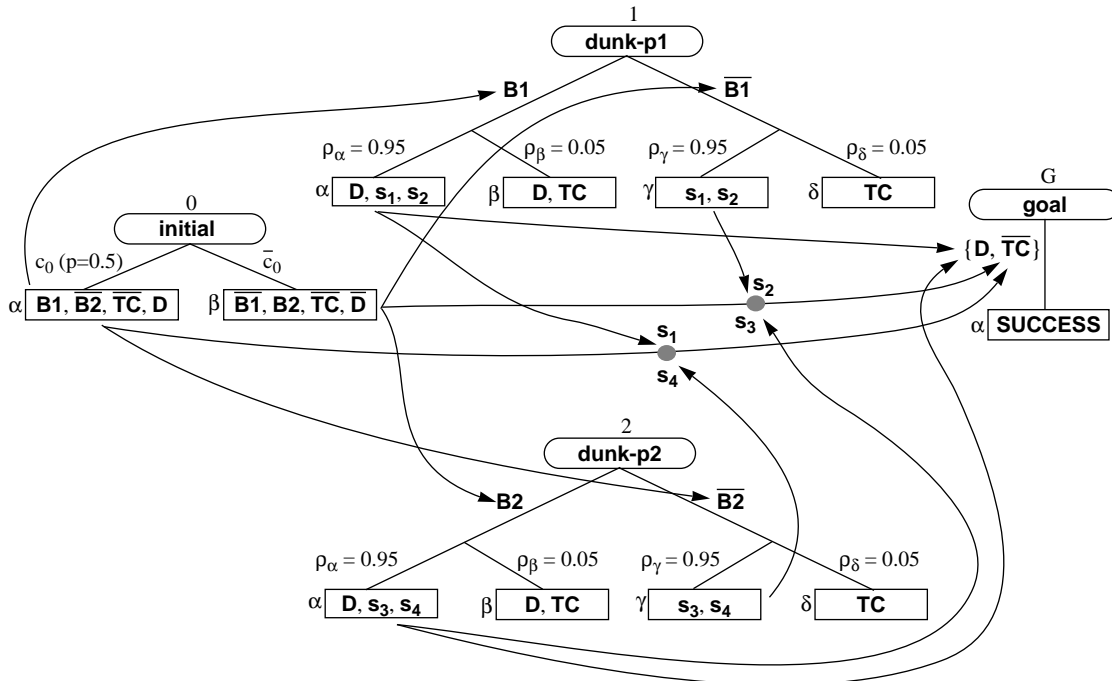 1
dunk-p1
B1
B̅1̅
ρα = 0.95
ρβ = 0.05
ργ = 0.95
ρδ = 0.05
α D, s₁, s₂
β D, TC
γ s₁, s₂
δ TC
G
goal
{D, T̅C̅}
α SUCCESS
0
initial
c₀ (p=0.5)
c̅₀
α B1, B̅2̅, T̅C̅, D
β B̅1̅, B2, T̅C̅, D̅
s₂
s₃
s₁
s₄
2
dunk-p2
B2
B̅2̅
ρα = 0.95
ρβ = 0.05
ργ = 0.95
ρδ = 0.05
α D, s₃, s₄
β D, TC
γ s₃, s₄
δ TC